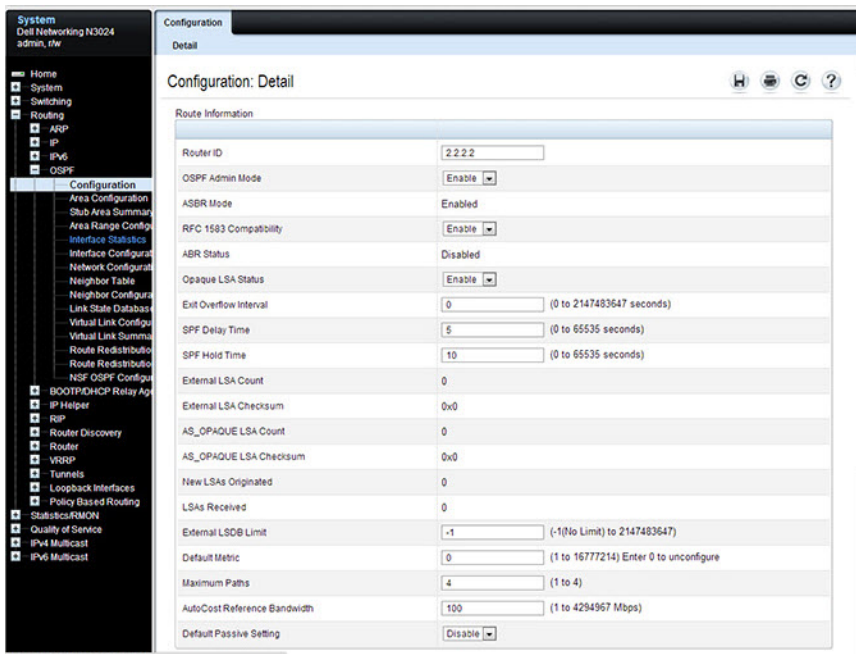 System
Dell Networking N3024
admin, r/w
Home
System
Switching
Routing
ARP
IP
IPv6
OSPF
Configuration
Area Configuration
Stub Area Summary
Area Range Config
Interface Statistics
Interface Configurat
Network Configurati
Neighbor Table
Neighbor Configura
Link State Databas
Virtual Link Configu
Virtual Link Summa
Route Redistributio
Route Redistributio
NSF OSPF Configu
BOOTP/DHCP Relay Age
IP Helper
RIP
Router Discovery
Router
VRRP
Tunnels
Loopback Interfaces
Policy Based Routing
Statistics/RMON
Quality of Service
IPv4 Multicast
IPv6 Multicast
Configuration
Detail
Configuration: Detail
?
Route Information
Router ID 2.2.2.2
OSPF Admin Mode Enable
ASBR Mode Enabled
RFC 1583 Compatibility Enable
ABR Status Disabled
Opaque LSA Status Enable
Exit Overflow Interval 0 (0 to 2147483647 seconds)
SPF Delay Time 5 (0 to 65535 seconds)
SPF Hold Time 10 (0 to 65535 seconds)
External LSA Count 0
External LSA Checksum 0x0
AS_OPAQUE LSA Count 0
AS_OPAQUE LSA Checksum 0x0
New LSAs Originated 0
LSAs Received 0
External LSDB Limit -1 (-1(No Limit) to 2147483647)
Default Metric 0 (1 to 16777214) Enter 0 to unconfigure
Maximum Paths 4 (1 to 4)
AutoCost Reference Bandwidth 100 (1 to 4294967 Mbps)
Default Passive Setting Disable